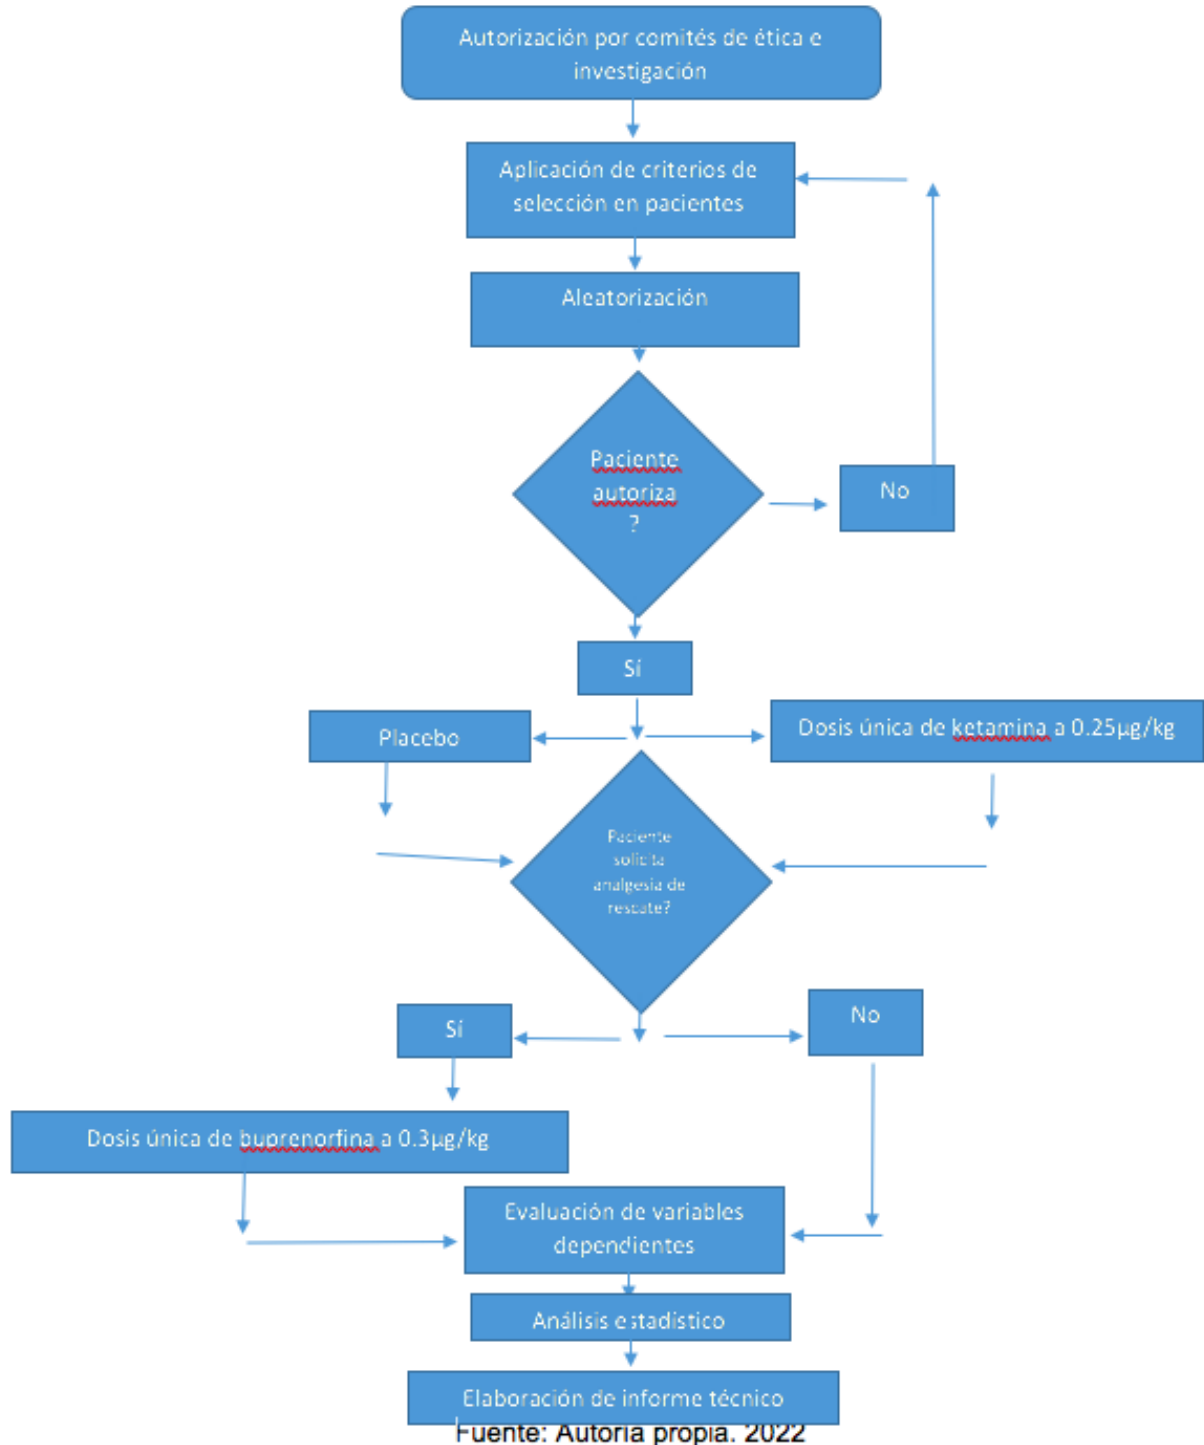 Autorización por comités de ética e
investigación
Aplicación de criterios de
selección en pacientes
Aleatorización
Paciente
autoriza
?
No
Sí
Placebo
Dosis única de ketamina a 0.25µg/kg
Paciente
solicita
analgesia de
rescate?
Sí
No
Dosis única de buprenorfina a 0.3µg/kg
Evaluación de variables
dependientes
Análisis estadístico
Elaboración de informe técnico
Fuente: Autoría propia. 2022